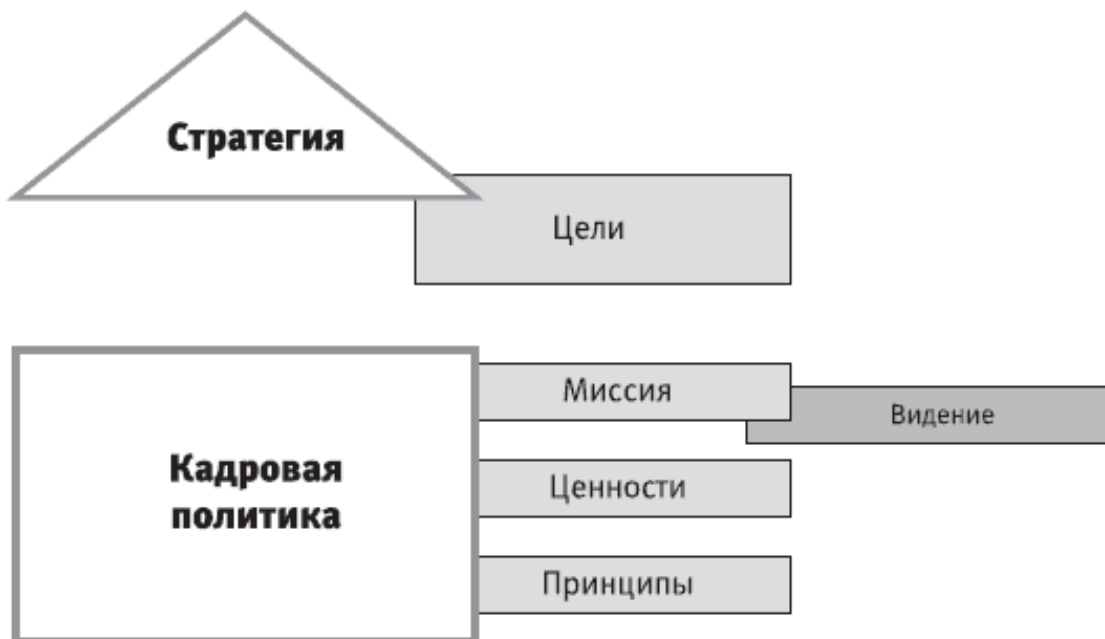 Стратегия
Цели
Миссия
Видение
Кадровая
политика
Ценности
Принципы